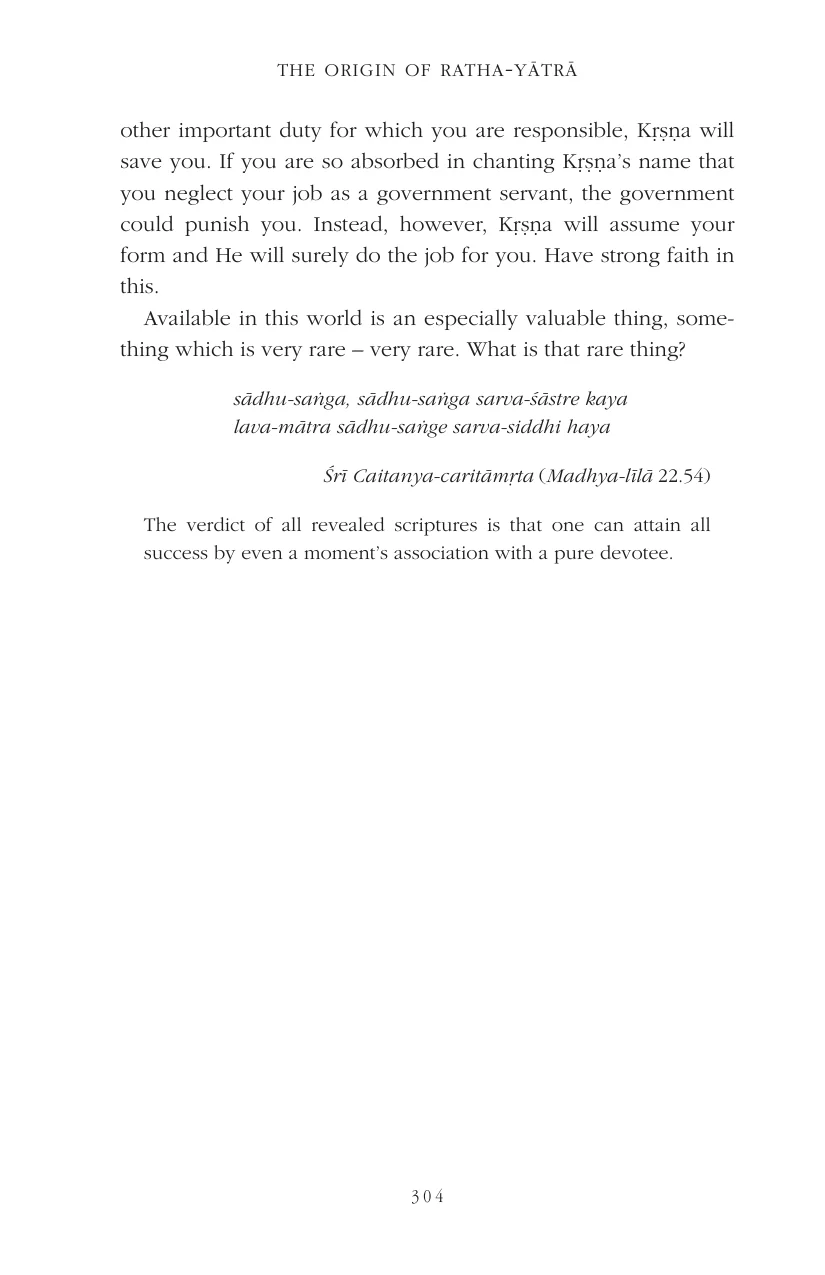 THE ORIGIN OF RATHA-YĀTRĀ
other important duty for which you are responsible, Kṛṣṇa will
save you. If you are so absorbed in chanting Kṛṣṇa’s name that
you neglect your job as a government servant, the government
could punish you. Instead, however, Kṛṣṇa will assume your
form and He will surely do the job for you. Have strong faith in
this.
Available in this world is an especially valuable thing, some-
thing which is very rare – very rare. What is that rare thing?
sādhu-saṅga, sādhu-saṅga sarva-śāstre kaya
lava-mātra sādhu-saṅge sarva-siddhi haya
Śrī Caitanya-caritāmṛta (Madhya-līlā 22.54)
The verdict of all revealed scriptures is that one can attain all
success by even a moment’s association with a pure devotee.
304